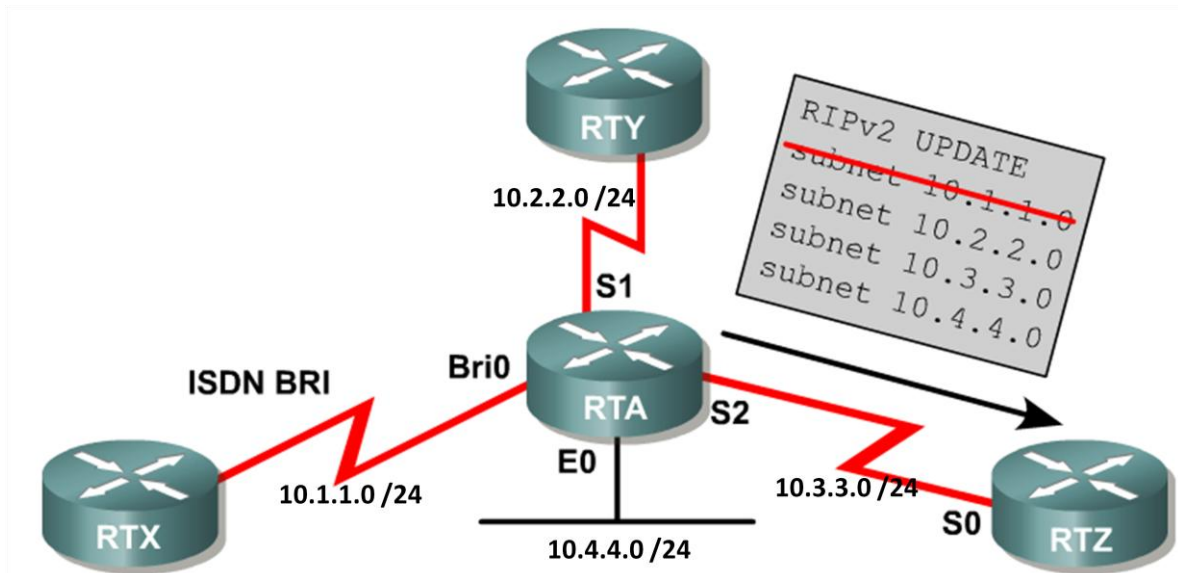 RTY
10.2.2.0 /24
RIPv2 UPDATE
subnet 10.1.1.0
subnet 10.2.2.0
subnet 10.3.3.0
subnet 10.4.4.0
S1
ISDN BRI
Bri0
RTA
S2
E0
10.1.1.0 /24
10.3.3.0 /24
S0
RTX
10.4.4.0 /24
RTZ